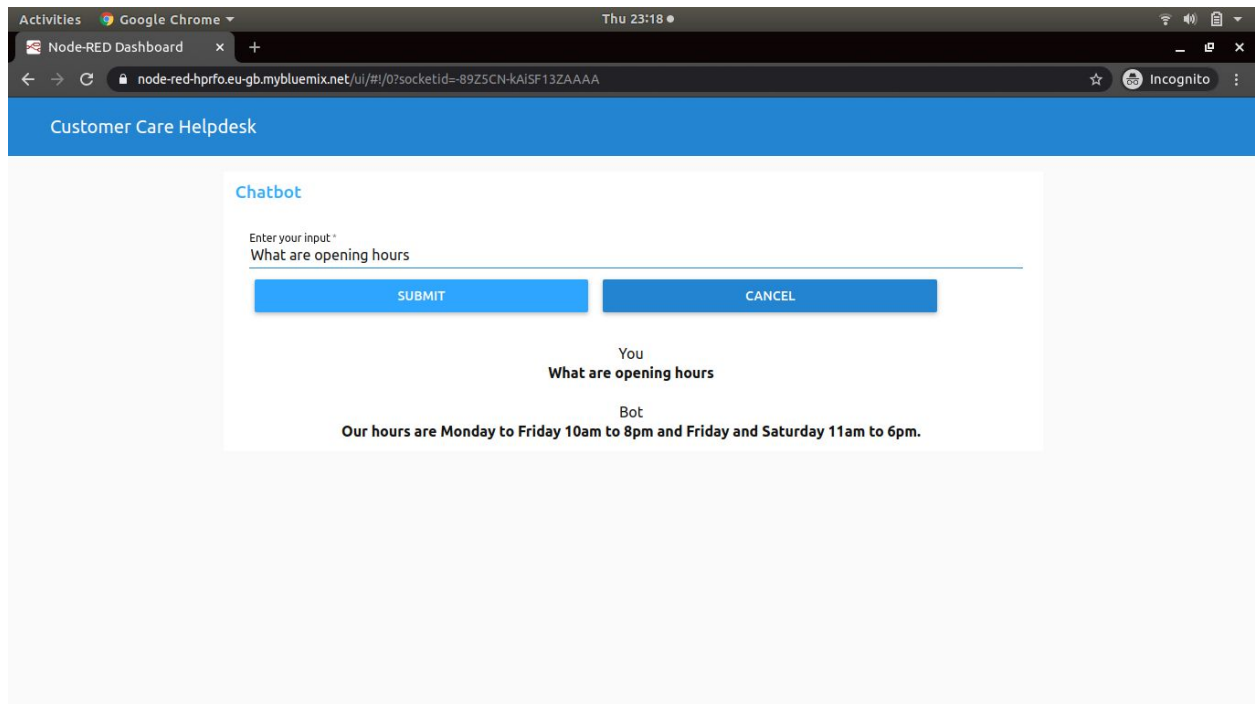 Activities Google Chrome Thu 23:18
Node-RED Dashboard
node-red-hprfo.eu-gb.mybluemix.net/ui/#!/0?socketid=-89Z5CN-kAiSF13ZAAAA Incognito
Customer Care Helpdesk
Chatbot
Enter your input *
What are opening hours
SUBMIT CANCEL
You
What are opening hours
Bot
Our hours are Monday to Friday 10am to 8pm and Friday and Saturday 11am to 6pm.